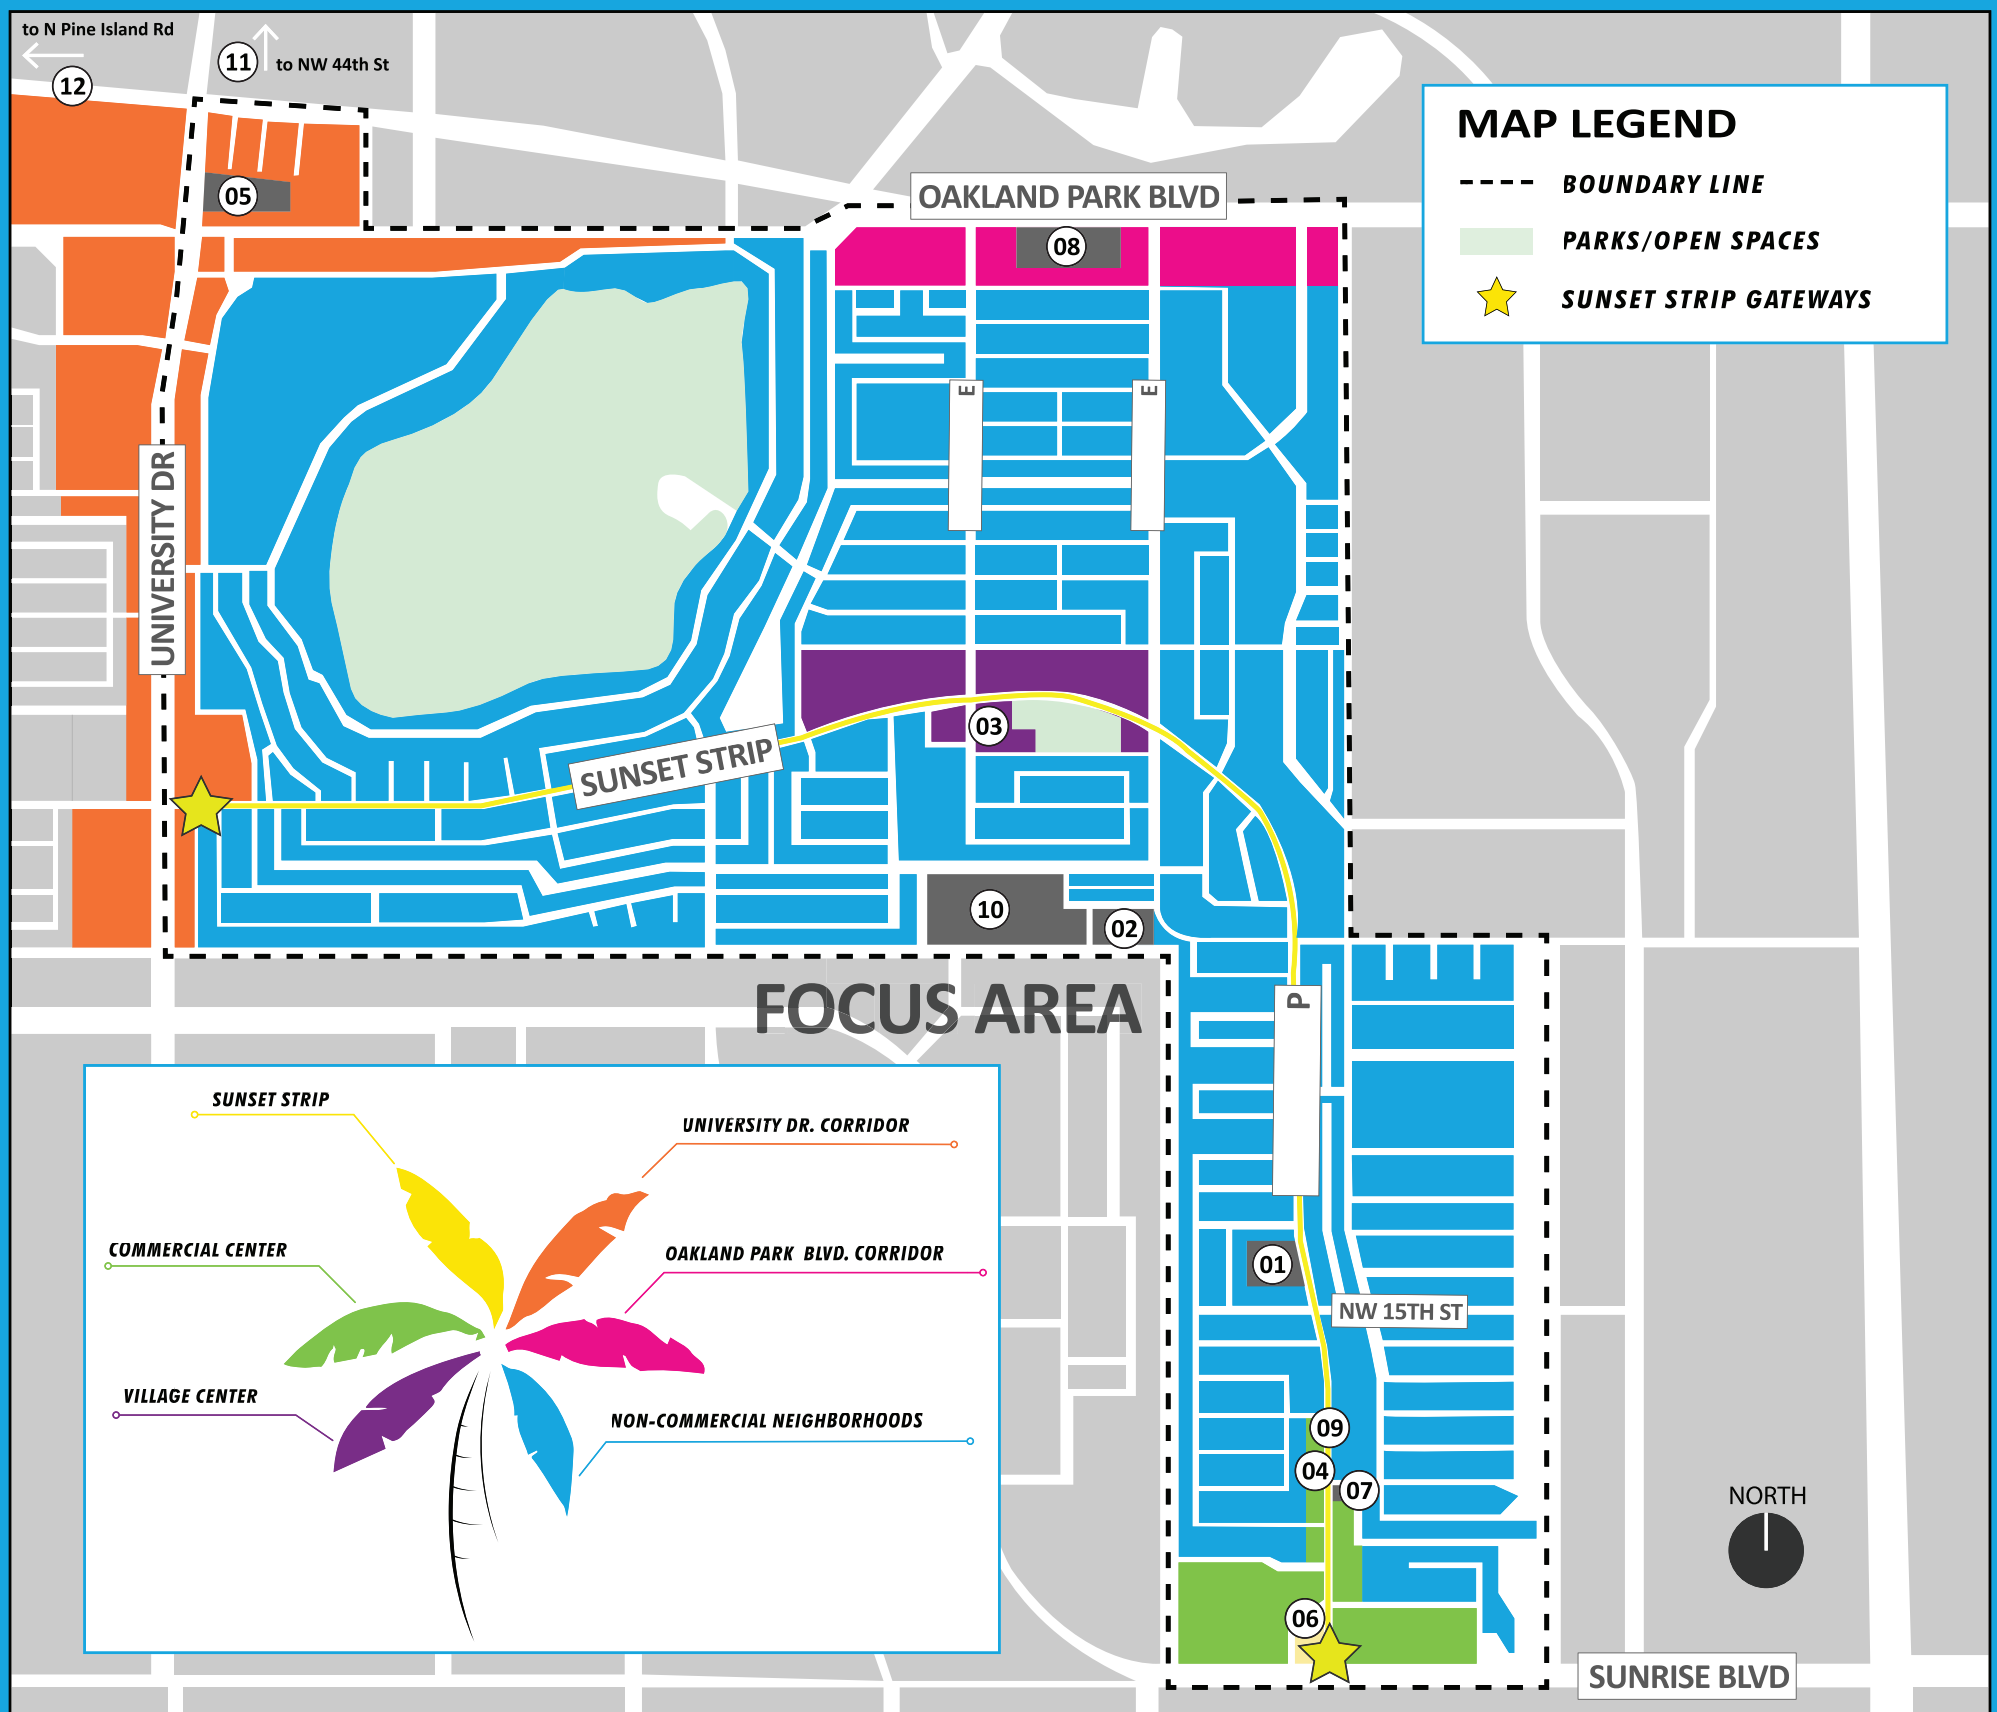 to N Pine Island Rd
12
11
to NW 44th St
05
OAKLAND PARK BLVD
08
MAP LEGEND
BOUNDARY LINE
PARKS/OPEN SPACES
SUNSET STRIP GATEWAYS
E
E
UNIVERSITY DR
03
SUNSET STRIP
10
02
FOCUS AREA
P
01
NW 15TH ST
09
04
07
06
NORTH
SUNRISE BLVD
SUNSET STRIP
UNIVERSITY DR. CORRIDOR
COMMERCIAL CENTER
OAKLAND PARK BLVD. CORRIDOR
VILLAGE CENTER
NON-COMMERCIAL NEIGHBORHOODS